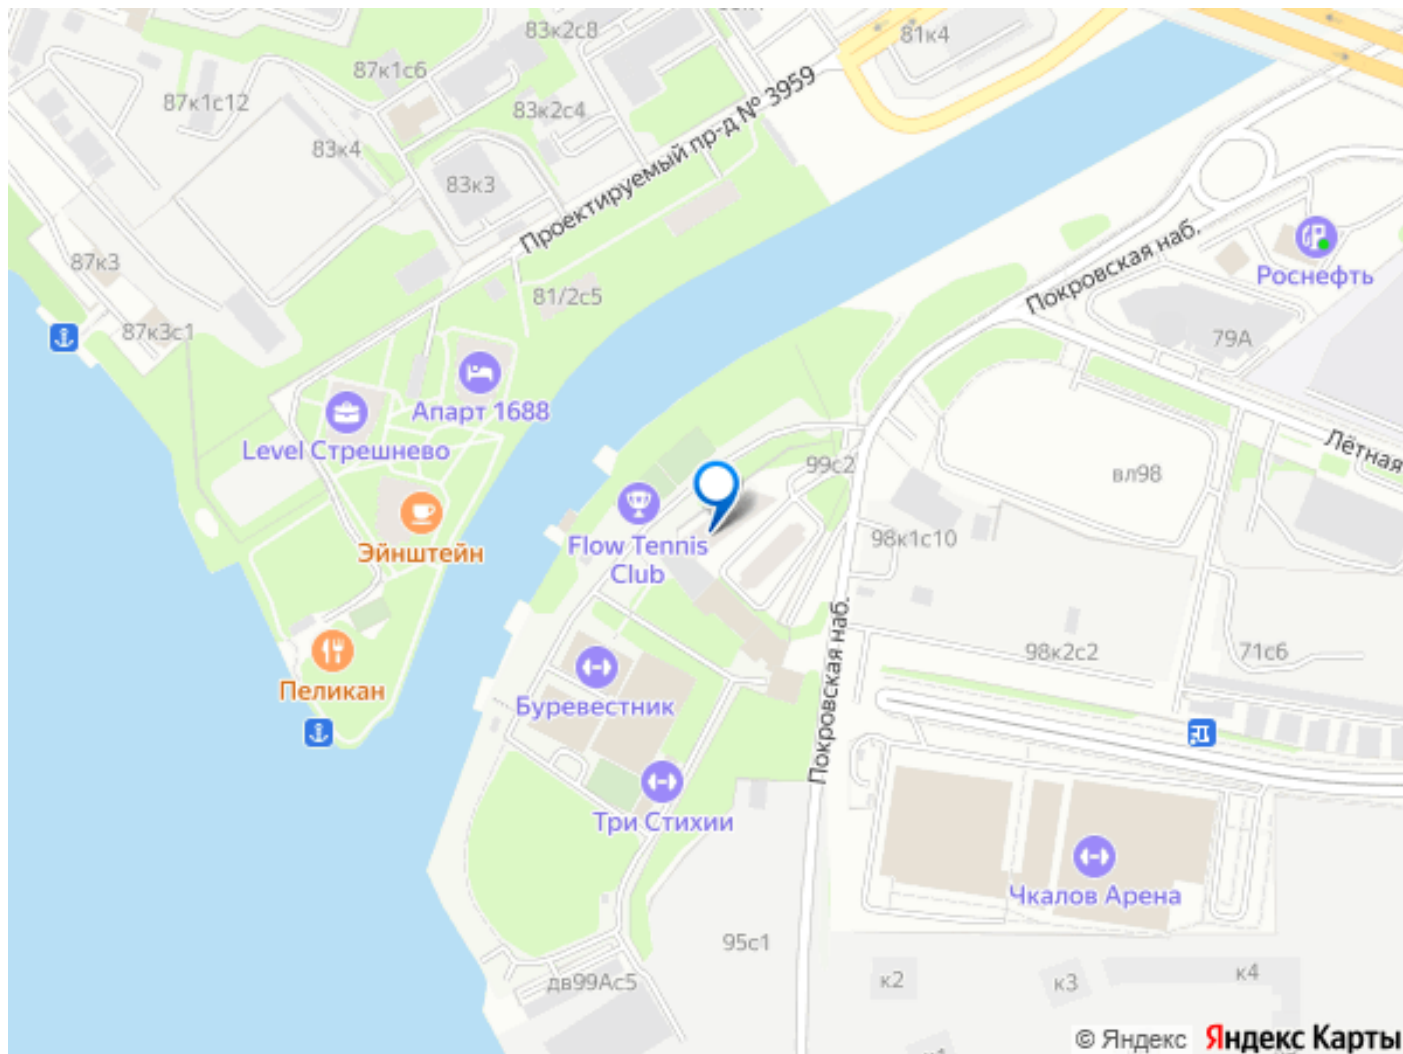 83к2с8
81к4
87к1с6
87к1с12
83к2с4
83к4
83к3
Проектируемый пр-д № 3959
Покровская наб.
Роснефть
87к3
81/2с5
87к3с1
79А
Апарт 1688
Level Стрешнево
Лётная
99с2
вл98
Эйнштейн
Flow Tennis
Club
98к1с10
Покровская наб.
98к2с2
71с6
Пеликан
Буревестник
Три Стихии
Чкалов Арена
95с1
дв99Ас5
к2
к3
к4
© Яндекс
Яндекс Карты